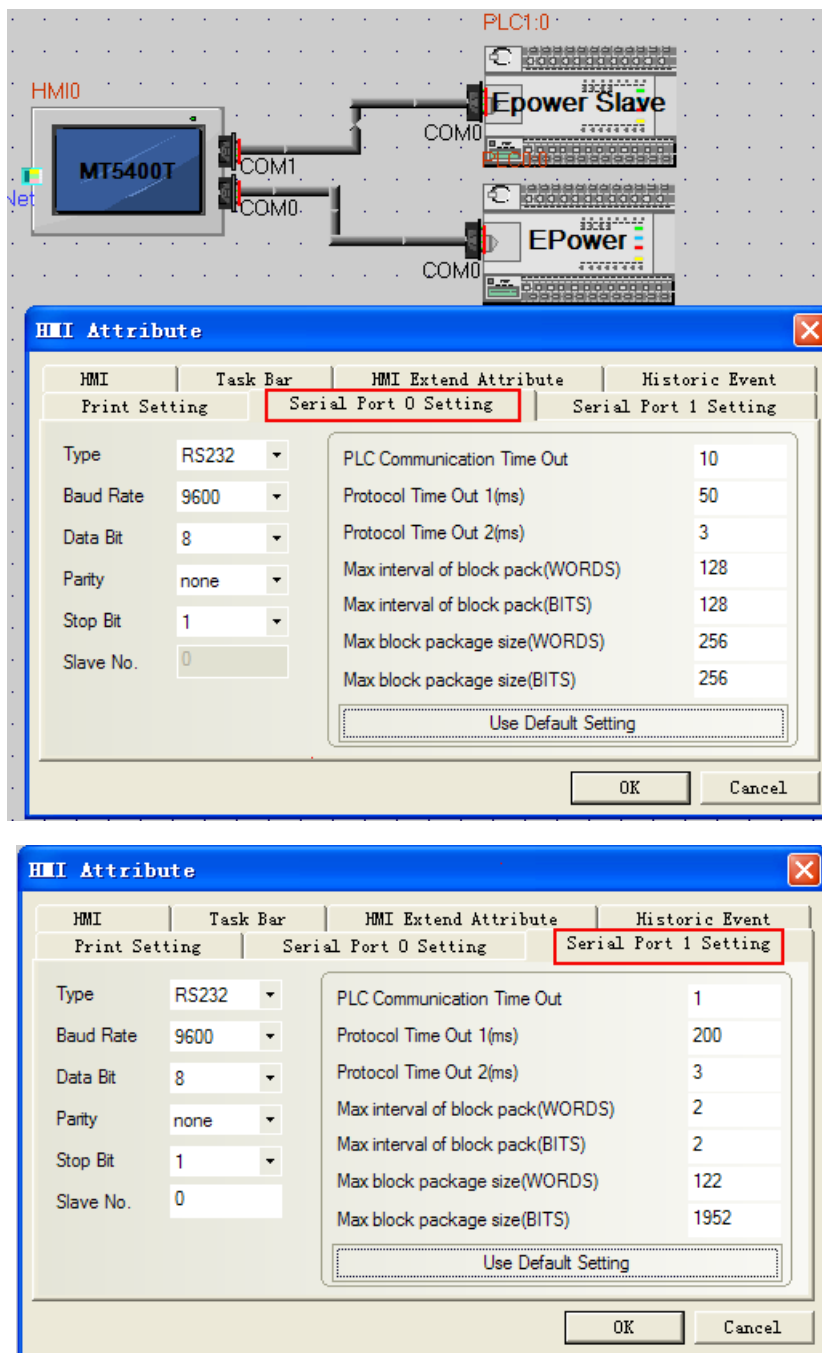 PLC1:0
HMI0
Epower Slave
COM0
MT5400T
COM1
PLC0:0
Net
COM0
EPower
COM0
HMI Attribute
HMI Task Bar HMI Extend Attribute Historic Event
Print Setting Serial Port 0 Setting Serial Port 1 Setting
Type RS232 PLC Communication Time Out 10
Baud Rate 9600 Protocol Time Out 1(ms) 50
Data Bit 8 Protocol Time Out 2(ms) 3
Parity none Max interval of block pack(WORDS) 128
Max interval of block pack(BITS) 128
Stop Bit 1 Max block package size(WORDS) 256
Slave No. 0 Max block package size(BITS) 256
Use Default Setting
OK Cancel
HMI Attribute
HMI Task Bar HMI Extend Attribute Historic Event
Print Setting Serial Port 0 Setting Serial Port 1 Setting
Type RS232 PLC Communication Time Out 1
Baud Rate 9600 Protocol Time Out 1(ms) 200
Data Bit 8 Protocol Time Out 2(ms) 3
Parity none Max interval of block pack(WORDS) 2
Max interval of block pack(BITS) 2
Stop Bit 1 Max block package size(WORDS) 122
Slave No. 0 Max block package size(BITS) 1952
Use Default Setting
OK Cancel